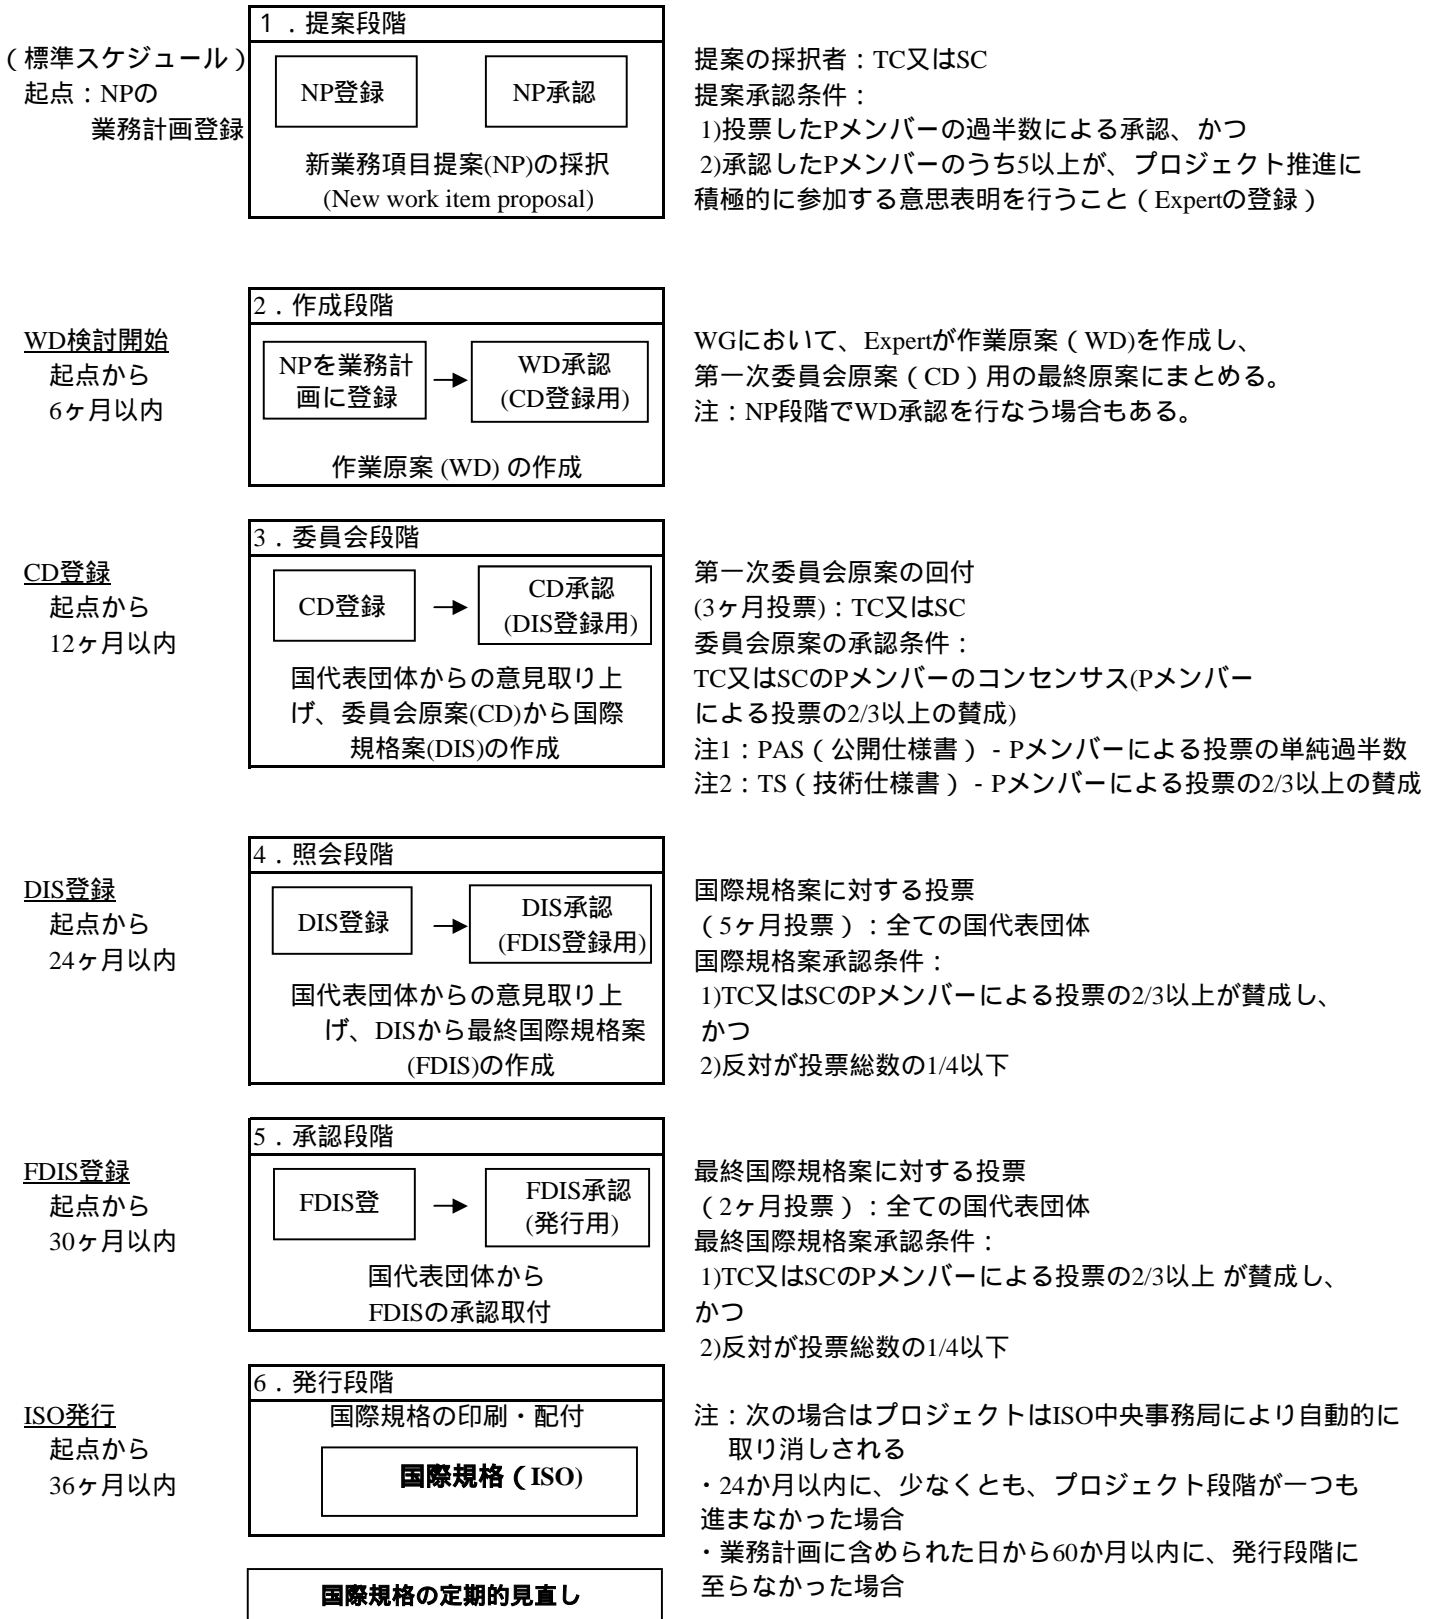 １．提案段階
（標準スケジュール）
起点：NPの
業務計画登録
NP登録
NP承認
新業務項目提案(NP)の採択
(New work item proposal)
提案の採択者：TC又はSC
提案承認条件：
1)投票したPメンバーの過半数による承認、かつ
2)承認したPメンバーのうち5以上が、プロジェクト推進に
積極的に参加する意思表明を行うこと（Expertの登録）
2．作成段階
WD検討開始
起点から
6ヶ月以内
NPを業務計
画に登録
WD承認
(CD登録用)
作業原案 (WD) の作成
WGにおいて、Expertが作業原案（WD)を作成し、
第一次委員会原案（CD）用の最終原案にまとめる。
注：NP段階でWD承認を行なう場合もある。
3．委員会段階
CD登録
起点から
12ヶ月以内
CD登録
CD承認
(DIS登録用)
国代表団体からの意見取り上
げ、委員会原案(CD)から国際
規格案(DIS)の作成
第一次委員会原案の回付
(3ヶ月投票)：TC又はSC
委員会原案の承認条件：
TC又はSCのPメンバーのコンセンサス(Pメンバー
による投票の2/3以上の賛成)
注1：PAS（公開仕様書） - Pメンバーによる投票の単純過半数
注2：TS（技術仕様書） - Pメンバーによる投票の2/3以上の賛成
4．照会段階
DIS登録
起点から
24ヶ月以内
DIS登録
DIS承認
(FDIS登録用)
国代表団体からの意見取り上
げ、DISから最終国際規格案
(FDIS)の作成
国際規格案に対する投票
（5ヶ月投票）：全ての国代表団体
国際規格案承認条件：
1)TC又はSCのPメンバーによる投票の2/3以上が賛成し、
かつ
2)反対が投票総数の1/4以下
5．承認段階
FDIS登録
起点から
30ヶ月以内
FDIS登
FDIS承認
(発行用)
国代表団体から
FDISの承認取付
最終国際規格案に対する投票
（2ヶ月投票）：全ての国代表団体
最終国際規格案承認条件：
1)TC又はSCのPメンバーによる投票の2/3以上 が賛成し、
かつ
2)反対が投票総数の1/4以下
6．発行段階
ISO発行
起点から
36ヶ月以内
国際規格の印刷・配付
国際規格（ISO)
注：次の場合はプロジェクトはISO中央事務局により自動的に
取り消しされる
・24か月以内に、少なくとも、プロジェクト段階が一つも
進まなかった場合
・業務計画に含められた日から60か月以内に、発行段階に
至らなかった場合
国際規格の定期的見直し